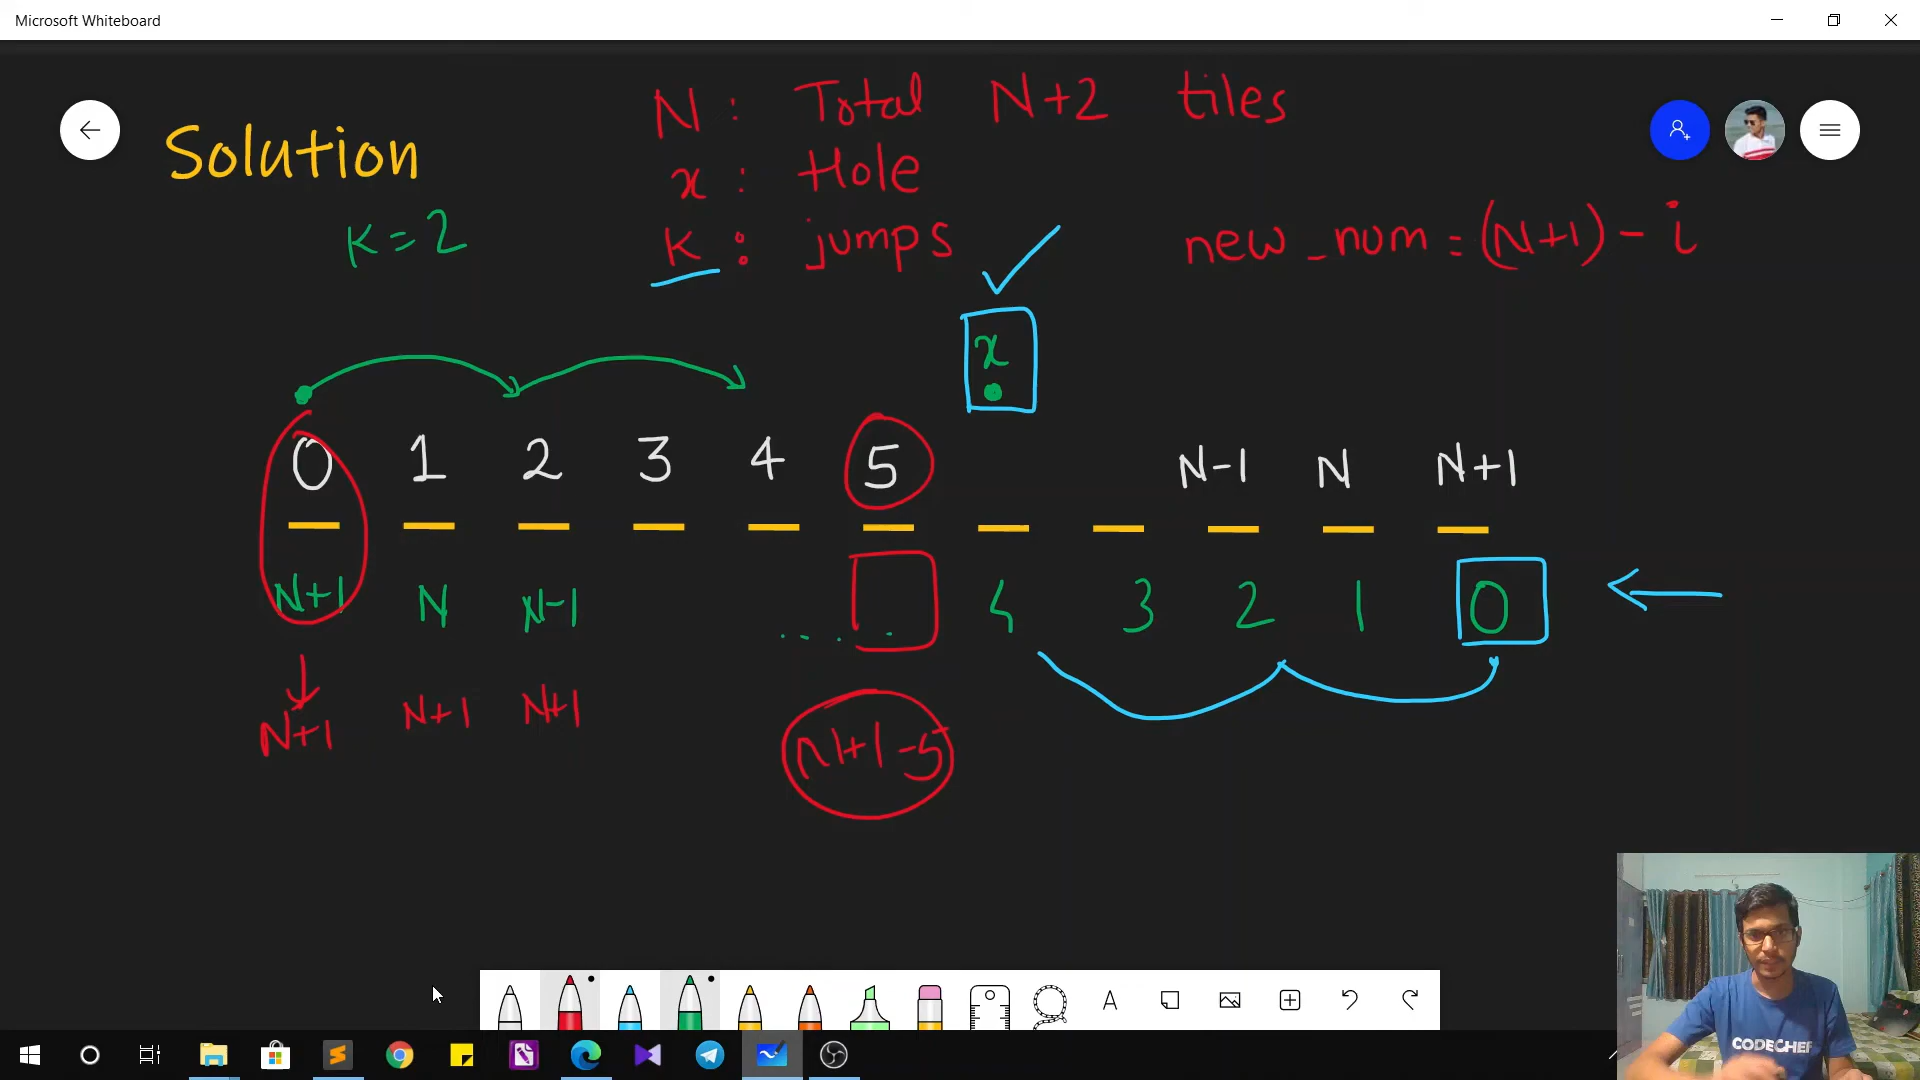 Microsoft Whiteboard
Solution
N : Total N+2 tiles
x : Hole
K : jumps
K=2
new_num = (N+1) - i
x
0 1 2 3 4 5 N-1 N N+1
N+1 N N-1 ..... 4 3 2 1 0
N+1 N+1 N+1
N+1-5
A
CODECHEF